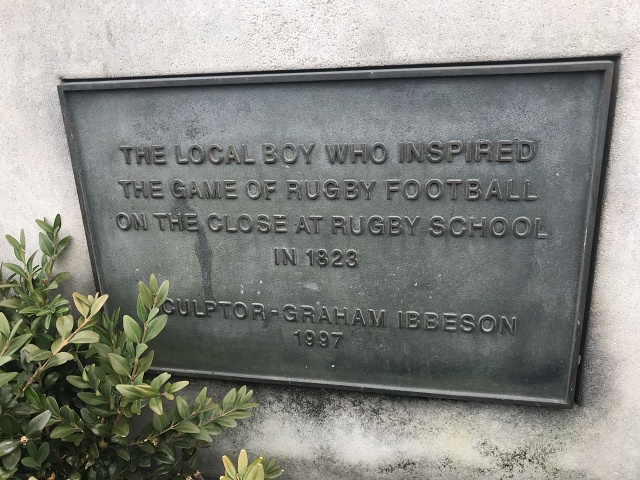 THE LOCAL BOY WHO INSPIRED
THE GAME OF RUGBY FOOTBALL
ON THE CLOSE AT RUGBY SCHOOL
IN 1823
SCULPTOR - GRAHAM IBBESON
1997